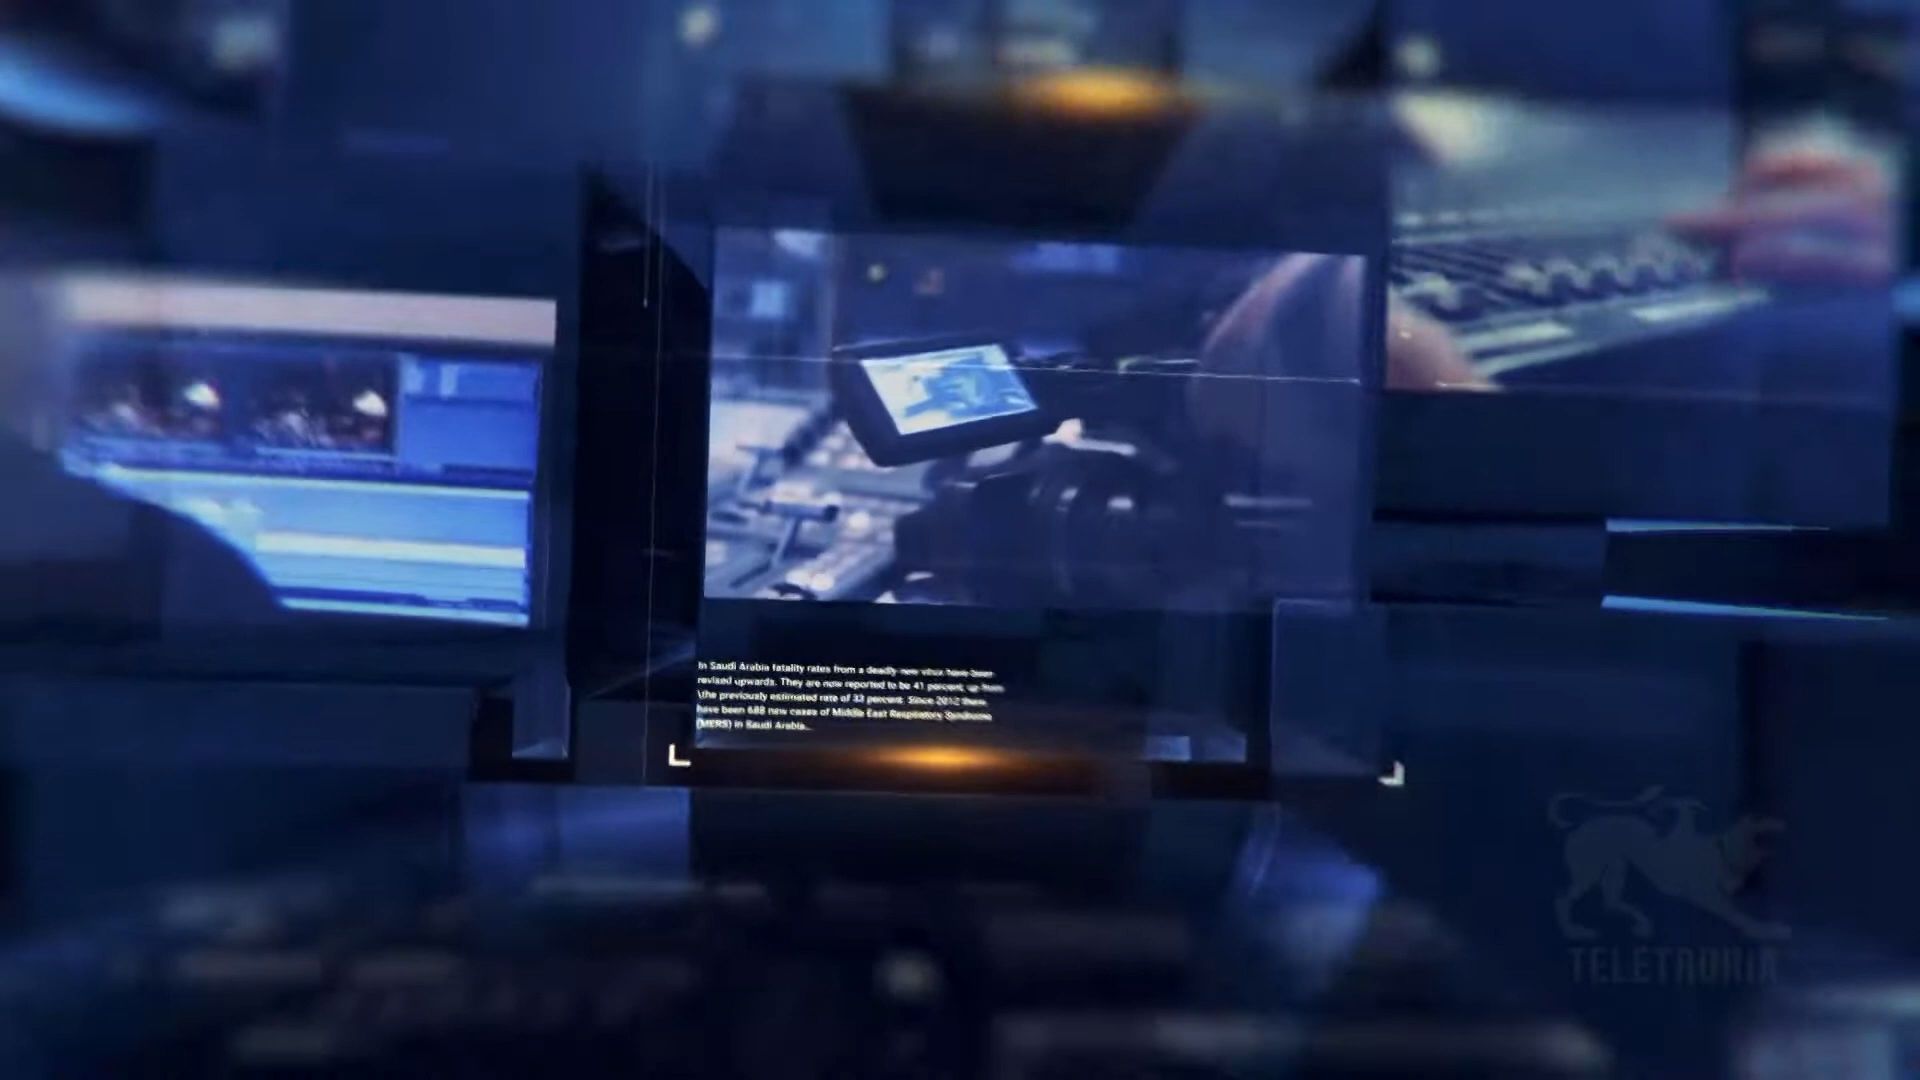 In Saudi Arabia fatality rates from a deadly new virus have been
revised upwards. They are now reported to be 41 percent, up from
\the previously estimated rate of 33 percent. Since 2012 there
have been 688 new cases of Middle East Respiratory Syndrome
(MERS) in Saudi Arabia...
TELETRORIA